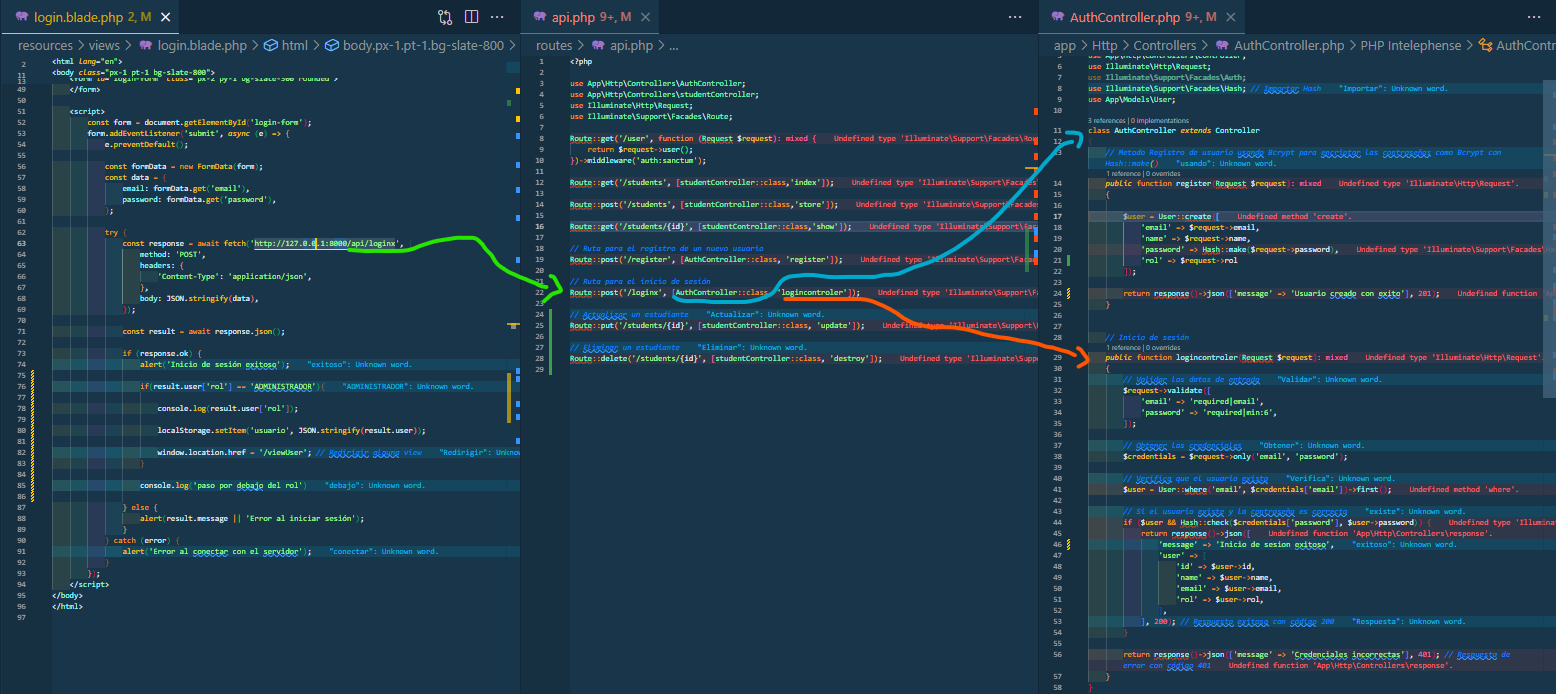 login.blade.php 2, M
resources > views > login.blade.php > html > body.px-1.pt-1.bg-slate-800 >
2 <html lang="en">
11 <body class="px-1 pt-1 bg-slate-800">
13 <form id="login-form" class="px-2 py-1 bg-slate-300 rounded">
49 </form>
50
51 <script>
52 const form = document.getElementById('login-form');
53 form.addEventListener('submit', async (e) => {
54 e.preventDefault();
55
56 const formData = new FormData(form);
57 const data = {
58 email: formData.get('email'),
59 password: formData.get('password'),
60 };
61
62 try {
63 const response = await fetch('http://127.0.0.1:8000/api/loginx',
64 method: 'POST',
65 headers: {
66 'Content-Type': 'application/json',
67 },
68 body: JSON.stringify(data),
69 });
70
71 const result = await response.json();
72
73 if (response.ok) {
74 alert('Inicio de sesión exitoso'); "exitoso": Unknown word.
75
76 if(result.user['rol'] == 'ADMINISTRADOR'){ "ADMINISTRADOR": Unknown word.
77
78 console.log(result.user['rol']);
79
80 localStorage.setItem('usuario', JSON.stringify(result.user));
81
82 window.location.href = '/viewUser'; // Redirigir alguna view "Redirigir": Unknow
83 }
84
85 console.log('paso por debajo del rol') "debajo": Unknown word.
86
87 } else {
88 alert(result.message || 'Error al iniciar sesión');
89 }
90 } catch (error) {
91 alert('Error al conectar con el servidor'); "conectar": Unknown word.
92 }
93 });
94 </script>
95 </body>
96 </html>
97
api.php 9+, M
routes > api.php > ...
1 <?php
2
3 use App\Http\Controllers\AuthController;
4 use App\Http\Controllers\studentController;
5 use Illuminate\Http\Request;
6 use Illuminate\Support\Facades\Route;
7
8 Route::get('/user', function (Request $request): mixed { Undefined type 'Illuminate\Support\Facades\Rou
9 return $request->user();
10 })->middleware('auth:sanctum');
11
12 Route::get('/students', [studentController::class,'index']); Undefined type 'Illuminate\Support\Facades
13
14 Route::post('/students', [studentController::class,'store']); Undefined type 'Illuminate\Support\Facade
15
16 Route::get('/students/{id}', [studentController::class,'show']); Undefined type 'Illuminate\Support\Fac
17
18 // Ruta para el registro de un nuevo usuario
19 Route::post('/register', [AuthController::class, 'register']); Undefined type 'Illuminate\Support\Faca
20
21 // Ruta para el inicio de sesión
22 Route::post('/loginx', [AuthController::class, 'logincontroler']); Undefined type 'Illuminate\Support\F
23
24 // Actualizar un estudiante "Actualizar": Unknown word.
25 Route::put('/students/{id}', [studentController::class, 'update']); Undefined type 'Illuminate\Support\
26
27 // Eliminar un estudiante "Eliminar": Unknown word.
28 Route::delete('/students/{id}', [studentController::class, 'destroy']); Undefined type 'Illuminate\Supp
29
AuthController.php 9+, M
app > Http > Controllers > AuthController.php > PHP Intelephense > AuthContr
6 use Illuminate\Http\Request;
7 use Illuminate\Support\Facades\Auth;
8 use Illuminate\Support\Facades\Hash; // Importar Hash "Importar": Unknown word.
9 use App\Models\User;
10
3 references | 0 implementations
11 class AuthController extends Controller
12
13 // Metodo Registro de usuario usando Bcrypt para encriptar las contraseñas como Bcrypt con
Hash::make() "usando": Unknown word.
1 reference | 0 overrides
14 public function register(Request $request): mixed Undefined type 'Illuminate\Http\Request'.
15 {
16
17 $user = User::create([ Undefined method 'create'.
18 'email' => $request->email,
19 'name' => $request->name,
20 'password' => Hash::make($request->password), Undefined type 'Illuminate\Support\Facades\H
21 'rol' => $request->rol
22 ]);
23
24 return response()->json(['message' => 'Usuario creado con exito'], 201); Undefined function 'Ap
25 }
26
27
28 // Inicio de sesión
1 reference | 0 overrides
29 public function logincontroler(Request $request): mixed Undefined type 'Illuminate\Http\Request'.
30 {
31 // Validar los datos de entrada "Validar": Unknown word.
32 $request->validate([
33 'email' => 'required|email',
34 'password' => 'required|min:6',
35 ]);
36
37 // Obtener las credenciales "Obtener": Unknown word.
38 $credentials = $request->only('email', 'password');
39
40 // Verifica que el usuario exista "Verifica": Unknown word.
41 $user = User::where('email', $credentials['email'])->first(); Undefined method 'where'.
42
43 // Si el usuario existe y la contraseña es correcta "existe": Unknown word.
44 if ($user && Hash::check($credentials['password'], $user->password)) { Undefined type 'Illumina
45 return response()->json([ Undefined function 'App\Http\Controllers\response'.
46 'message' => 'Inicio de sesion exitoso', "exitoso": Unknown word.
47 'user' => [
48 'id' => $user->id,
49 'name' => $user->name,
50 'email' => $user->email,
51 'rol' => $user->rol,
52 ],
53 ], 200); // Respuesta exitosa con código 200 "Respuesta": Unknown word.
54 }
55
56 return response()->json(['message' => 'Credenciales incorrectas'], 401); // Respuesta de
error con código 401 Undefined function 'App\Http\Controllers\response'.
57 }
58 }